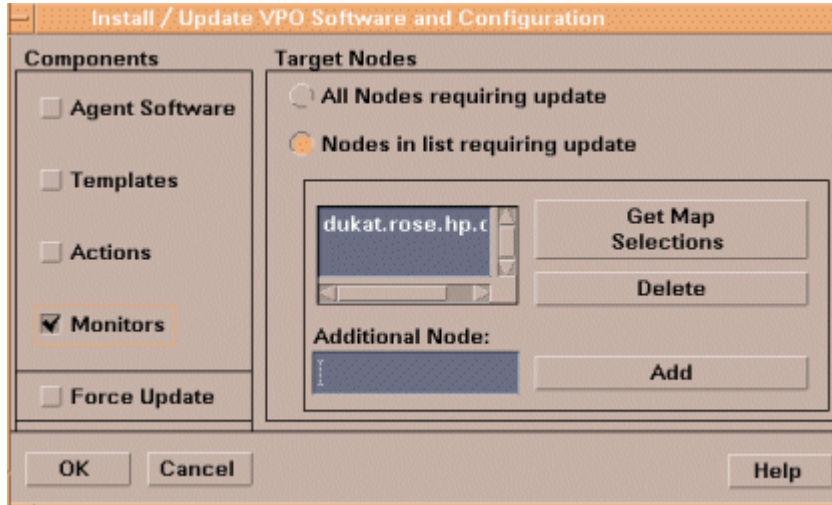 Install / Update VPO Software and Configuration
Components
Target Nodes
Agent Software
Templates
Actions
Monitors
Force Update
All Nodes requiring update
Nodes in list requiring update
dukat.rose.hp.c
Get Map
Selections
Delete
Additional Node:
Add
OK
Cancel
Help